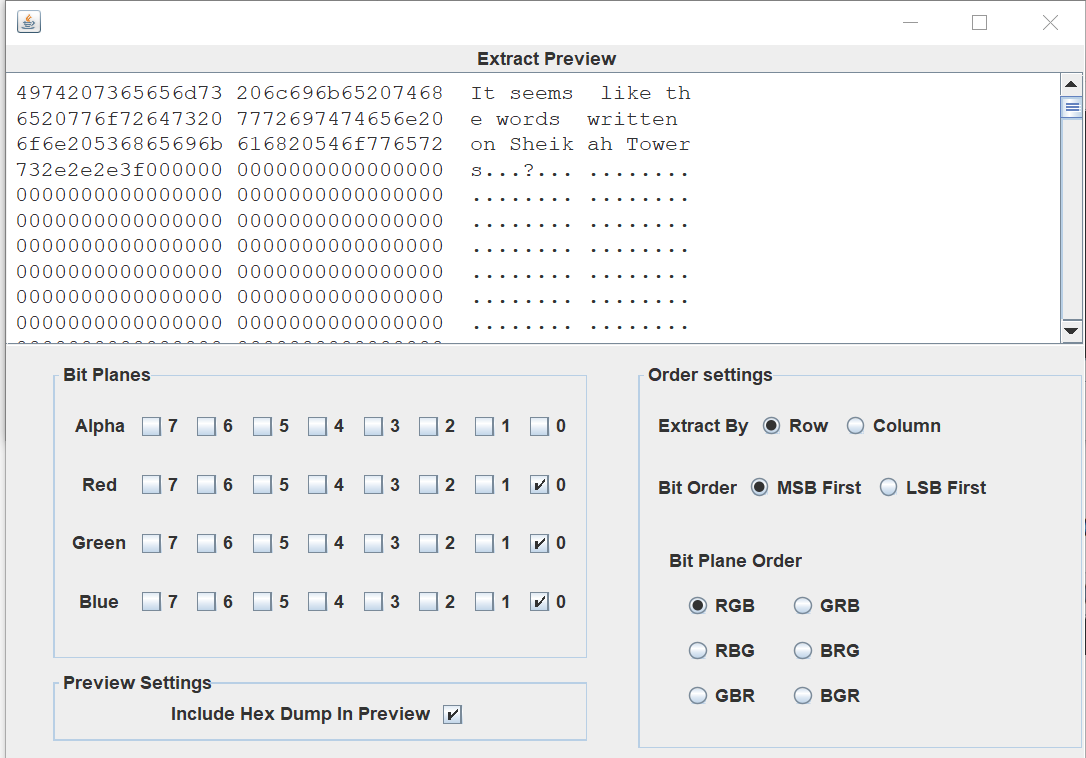 Extract Preview
4974207365656d73 206c696b65207468 It seems  like th
6520776f72647320 7772697474656e20 e words  written
6f6e20536865696b 616820546f776572 on Sheik ah Tower
732e2e2e3f000000 0000000000000000 s...?... ........
0000000000000000 0000000000000000 ........ ........
0000000000000000 0000000000000000 ........ ........
0000000000000000 0000000000000000 ........ ........
0000000000000000 0000000000000000 ........ ........
0000000000000000 0000000000000000 ........ ........
0000000000000000 0000000000000000 ........ ........
Bit Planes
Alpha 7 6 5 4 3 2 1 0
Red 7 6 5 4 3 2 1 0
Green 7 6 5 4 3 2 1 0
Blue 7 6 5 4 3 2 1 0
Preview Settings
Include Hex Dump In Preview
Order settings
Extract By Row Column
Bit Order MSB First LSB First
Bit Plane Order
RGB GRB
RBG BRG
GBR BGR